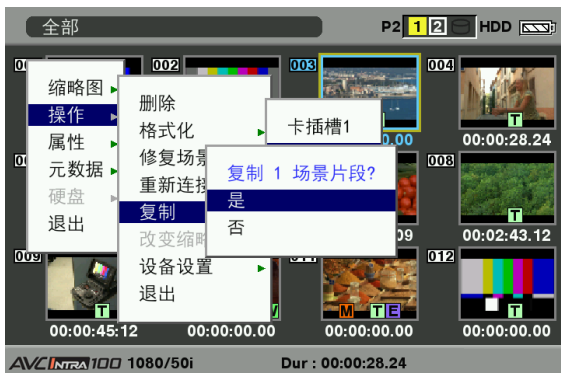 全部 P2 1 2 HDD
002 003 004
缩略图
操作
属性
元数据
硬盘
退出
删除
格式化
修复场景
重新连接
复制
改变缩略
设备设置
退出
卡插槽1
复制 1 场景片段?
是
否
T
00:00:28.24
008
T
00:02:43.12
009 012
T M T E T
00:00:45:12 00:00:00.00 00:00:00.00 00:00:00.00
AVC INTRA 100 1080/50i Dur : 00:00:28.24